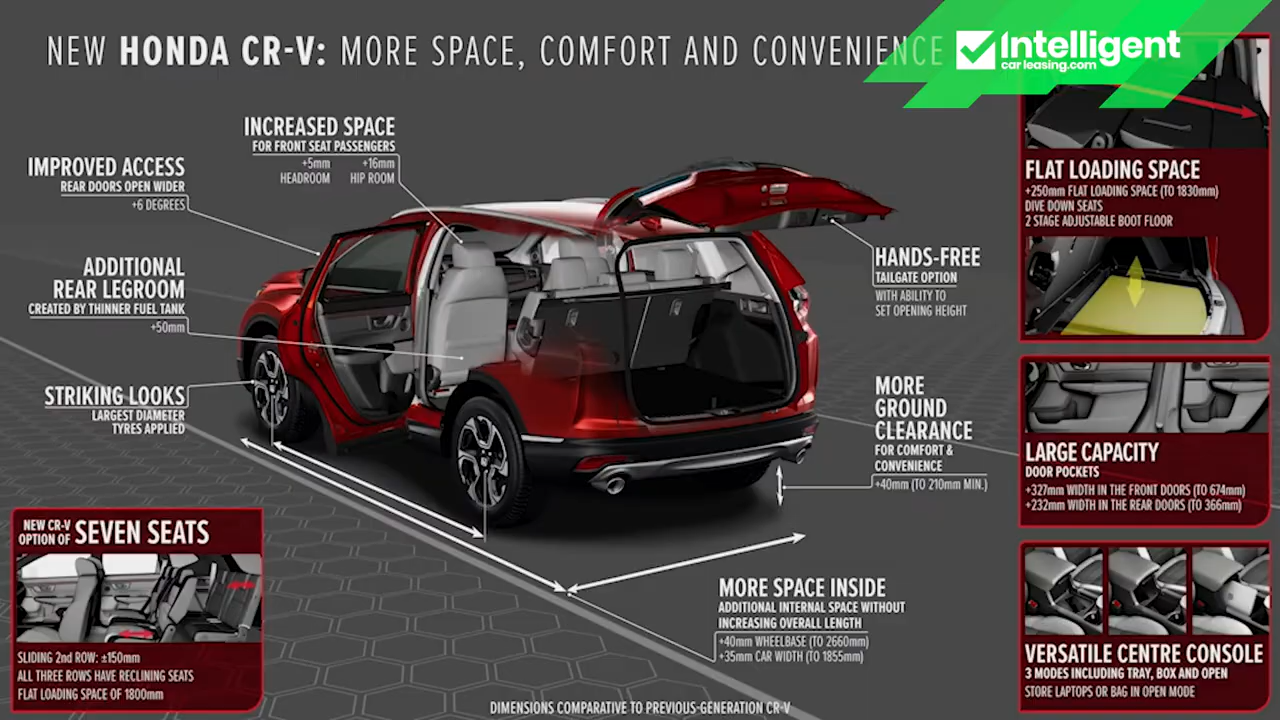 NEW HONDA CR-V: MORE SPACE, COMFORT AND CONVENIENCE
Intelligent
car leasing.com
INCREASED SPACE
FOR FRONT SEAT PASSENGERS
+5mm +16mm
HEADROOM HIP ROOM
IMPROVED ACCESS
REAR DOORS OPEN WIDER
+6 DEGREES
ADDITIONAL
REAR LEGROOM
CREATED BY THINNER FUEL TANK
+50mm
STRIKING LOOKS
LARGEST DIAMETER
TYRES APPLIED
HANDS-FREE
TAILGATE OPTION
WITH ABILITY TO
SET OPENING HEIGHT
MORE
GROUND
CLEARANCE
FOR COMFORT &
CONVENIENCE
+40mm (TO 210mm MIN.)
MORE SPACE INSIDE
ADDITIONAL INTERNAL SPACE WITHOUT
INCREASING OVERALL LENGTH
+40mm WHEELBASE (TO 2660mm)
+35mm CAR WIDTH (TO 1855mm)
NEW CR-V
OPTION OF SEVEN SEATS
SLIDING 2nd ROW: ±150mm
ALL THREE ROWS HAVE RECLINING SEATS
FLAT LOADING SPACE OF 1800mm
FLAT LOADING SPACE
+250mm FLAT LOADING SPACE (TO 1830mm)
DIVE DOWN SEATS
2 STAGE ADJUSTABLE BOOT FLOOR
LARGE CAPACITY
DOOR POCKETS
+327mm WIDTH IN THE FRONT DOORS (TO 674mm)
+232mm WIDTH IN THE REAR DOORS (TO 366mm)
VERSATILE CENTRE CONSOLE
3 MODES INCLUDING TRAY, BOX AND OPEN
STORE LAPTOPS OR BAG IN OPEN MODE
DIMENSIONS COMPARATIVE TO PREVIOUS-GENERATION CR-V